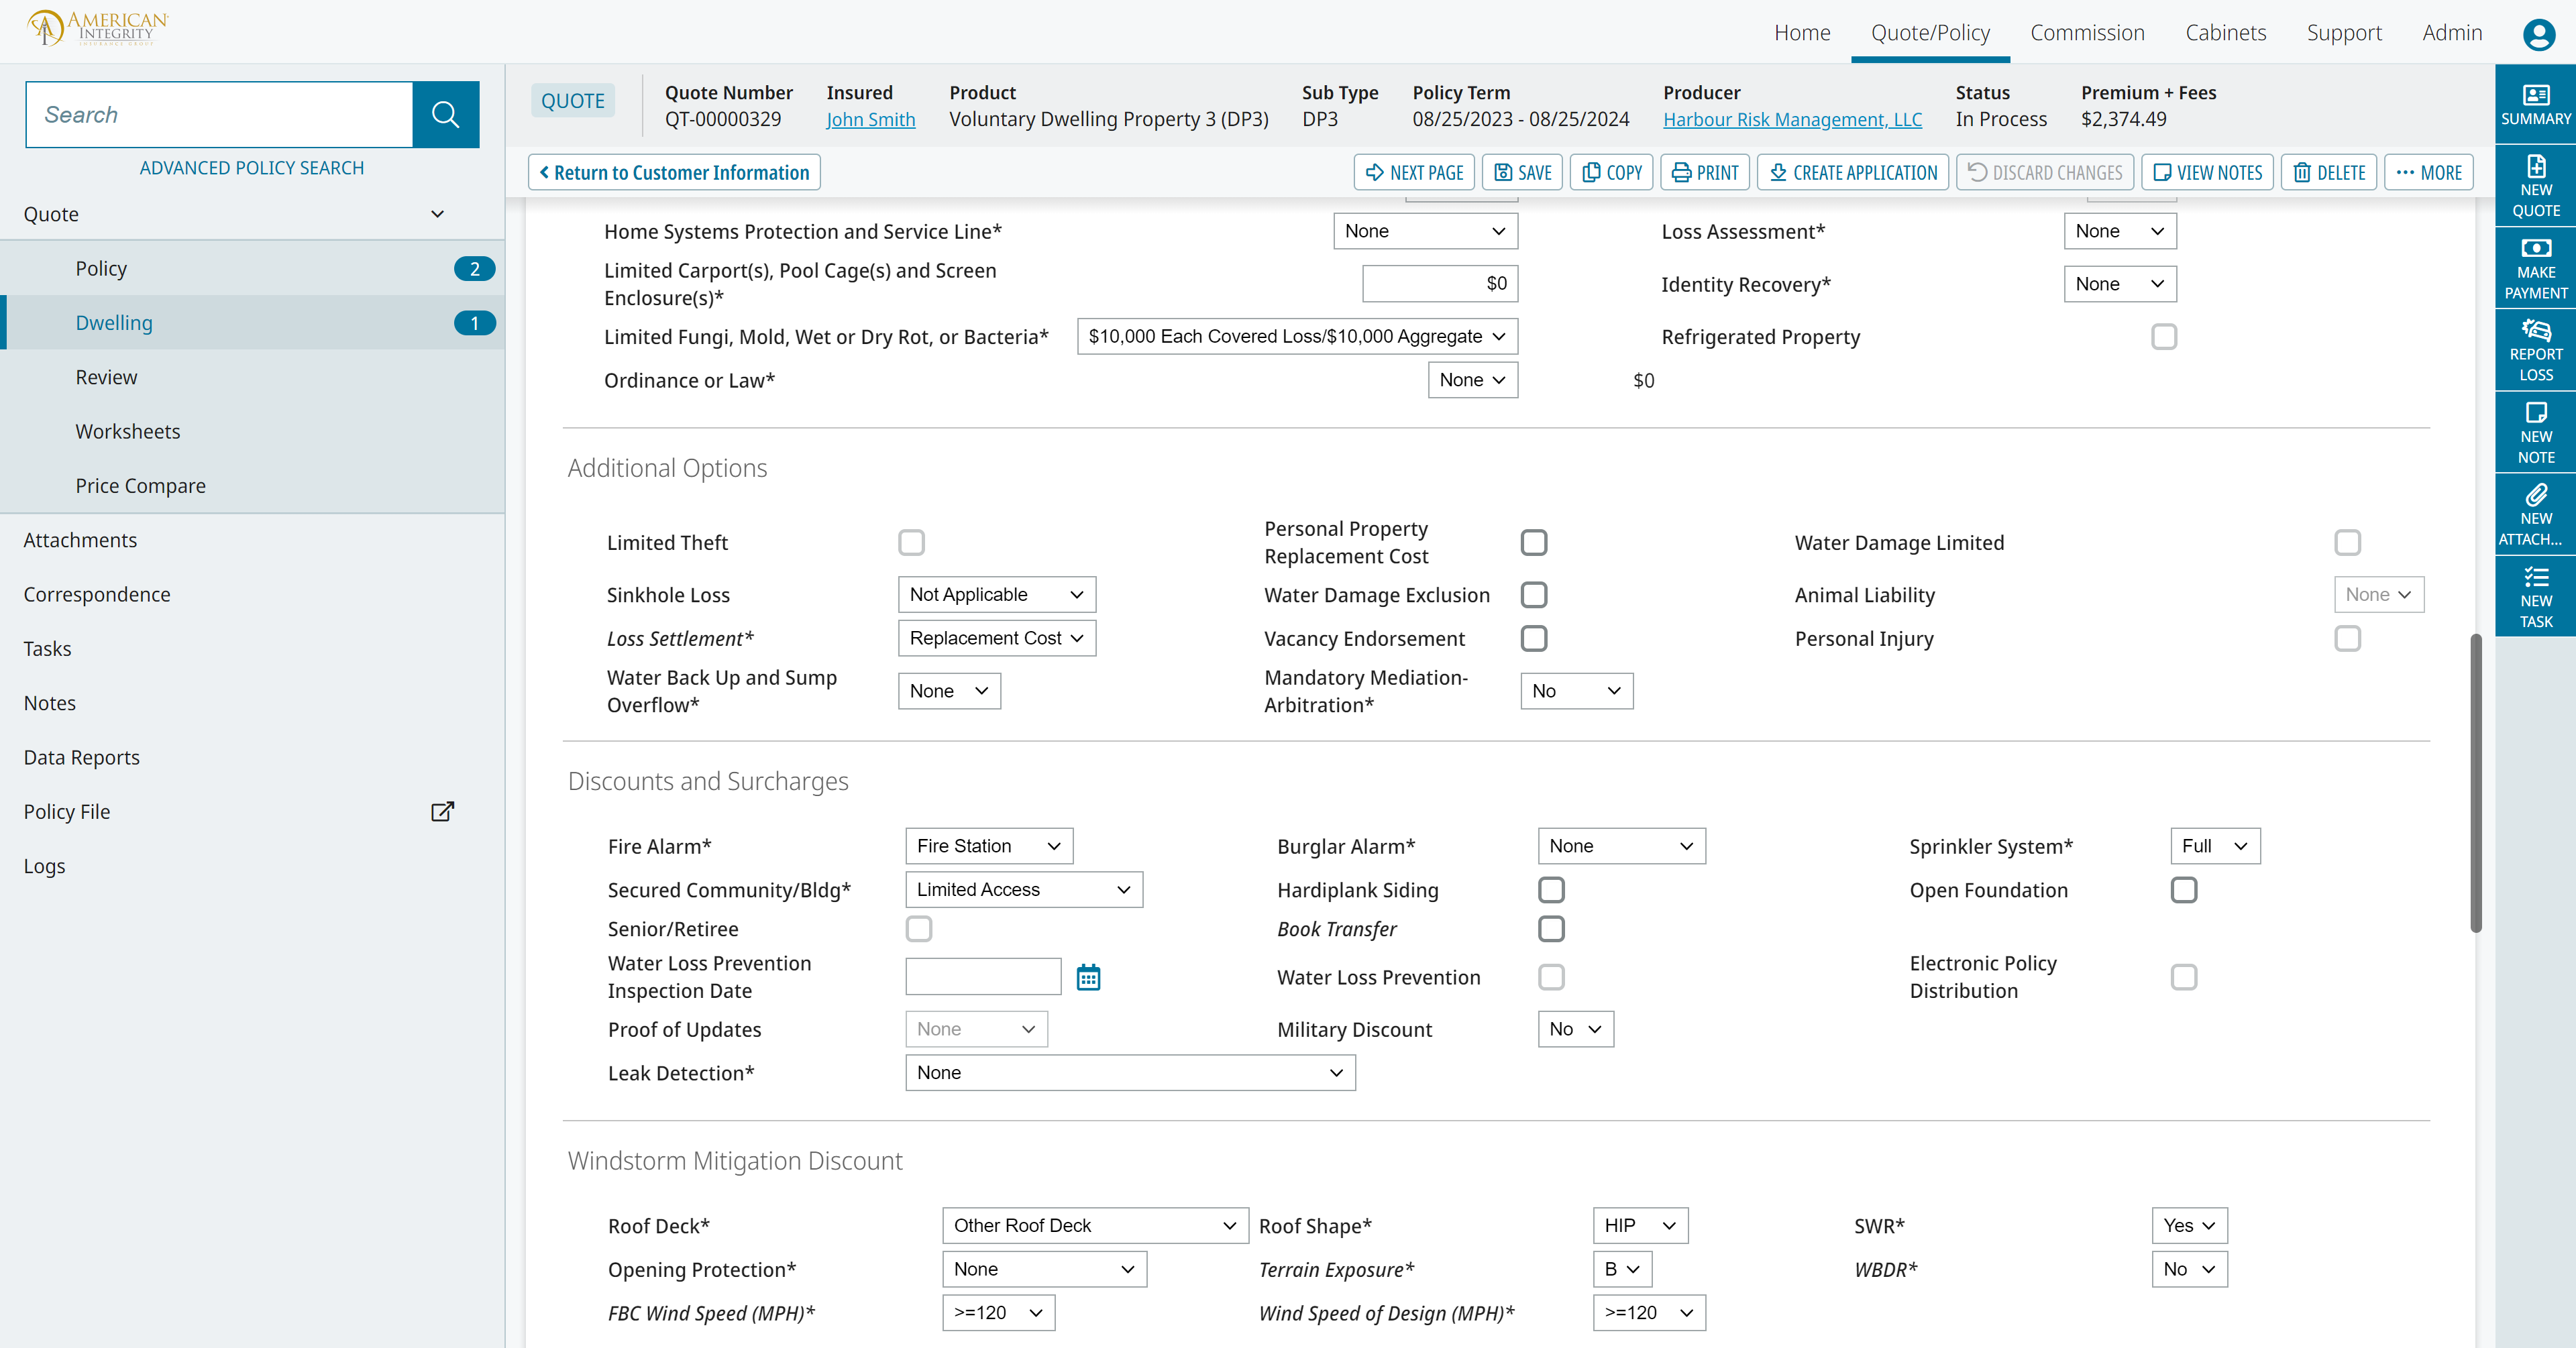 AMERICAN
INTEGRITY
INSURANCE GROUP
Home Quote/Policy Commission Cabinets Support Admin
Search
ADVANCED POLICY SEARCH
Quote
Policy 2
Dwelling 1
Review
Worksheets
Price Compare
Attachments
Correspondence
Tasks
Notes
Data Reports
Policy File
Logs
QUOTE
Quote Number Insured Product Sub Type Policy Term Producer Status Premium + Fees
QT-00000329 John Smith Voluntary Dwelling Property 3 (DP3) DP3 08/25/2023 - 08/25/2024 Harbour Risk Management, LLC In Process $2,374.49
Return to Customer Information NEXT PAGE SAVE COPY PRINT CREATE APPLICATION DISCARD CHANGES VIEW NOTES DELETE MORE
Home Systems Protection and Service Line* None Loss Assessment* None
Limited Carport(s), Pool Cage(s) and Screen
Enclosure(s)* $0 Identity Recovery* None
Limited Fungi, Mold, Wet or Dry Rot, or Bacteria* $10,000 Each Covered Loss/$10,000 Aggregate Refrigerated Property
Ordinance or Law* None $0
Additional Options
Limited Theft Personal Property
Replacement Cost Water Damage Limited
Sinkhole Loss Not Applicable Water Damage Exclusion Animal Liability None
Loss Settlement* Replacement Cost Vacancy Endorsement Personal Injury
Water Back Up and Sump
Overflow* None Mandatory Mediation-
Arbitration* No
Discounts and Surcharges
Fire Alarm* Fire Station Burglar Alarm* None Sprinkler System* Full
Secured Community/Bldg* Limited Access Hardiplank Siding Open Foundation
Senior/Retiree Book Transfer
Water Loss Prevention
Inspection Date Water Loss Prevention Electronic Policy
Distribution
Proof of Updates None Military Discount No
Leak Detection* None
Windstorm Mitigation Discount
Roof Deck* Other Roof Deck Roof Shape* HIP SWR* Yes
Opening Protection* None Terrain Exposure* B WBDR* No
FBC Wind Speed (MPH)* >=120 Wind Speed of Design (MPH)* >=120
SUMMARY
NEW
QUOTE
MAKE
PAYMENT
REPORT
LOSS
NEW
NOTE
NEW
ATTACH...
NEW
TASK